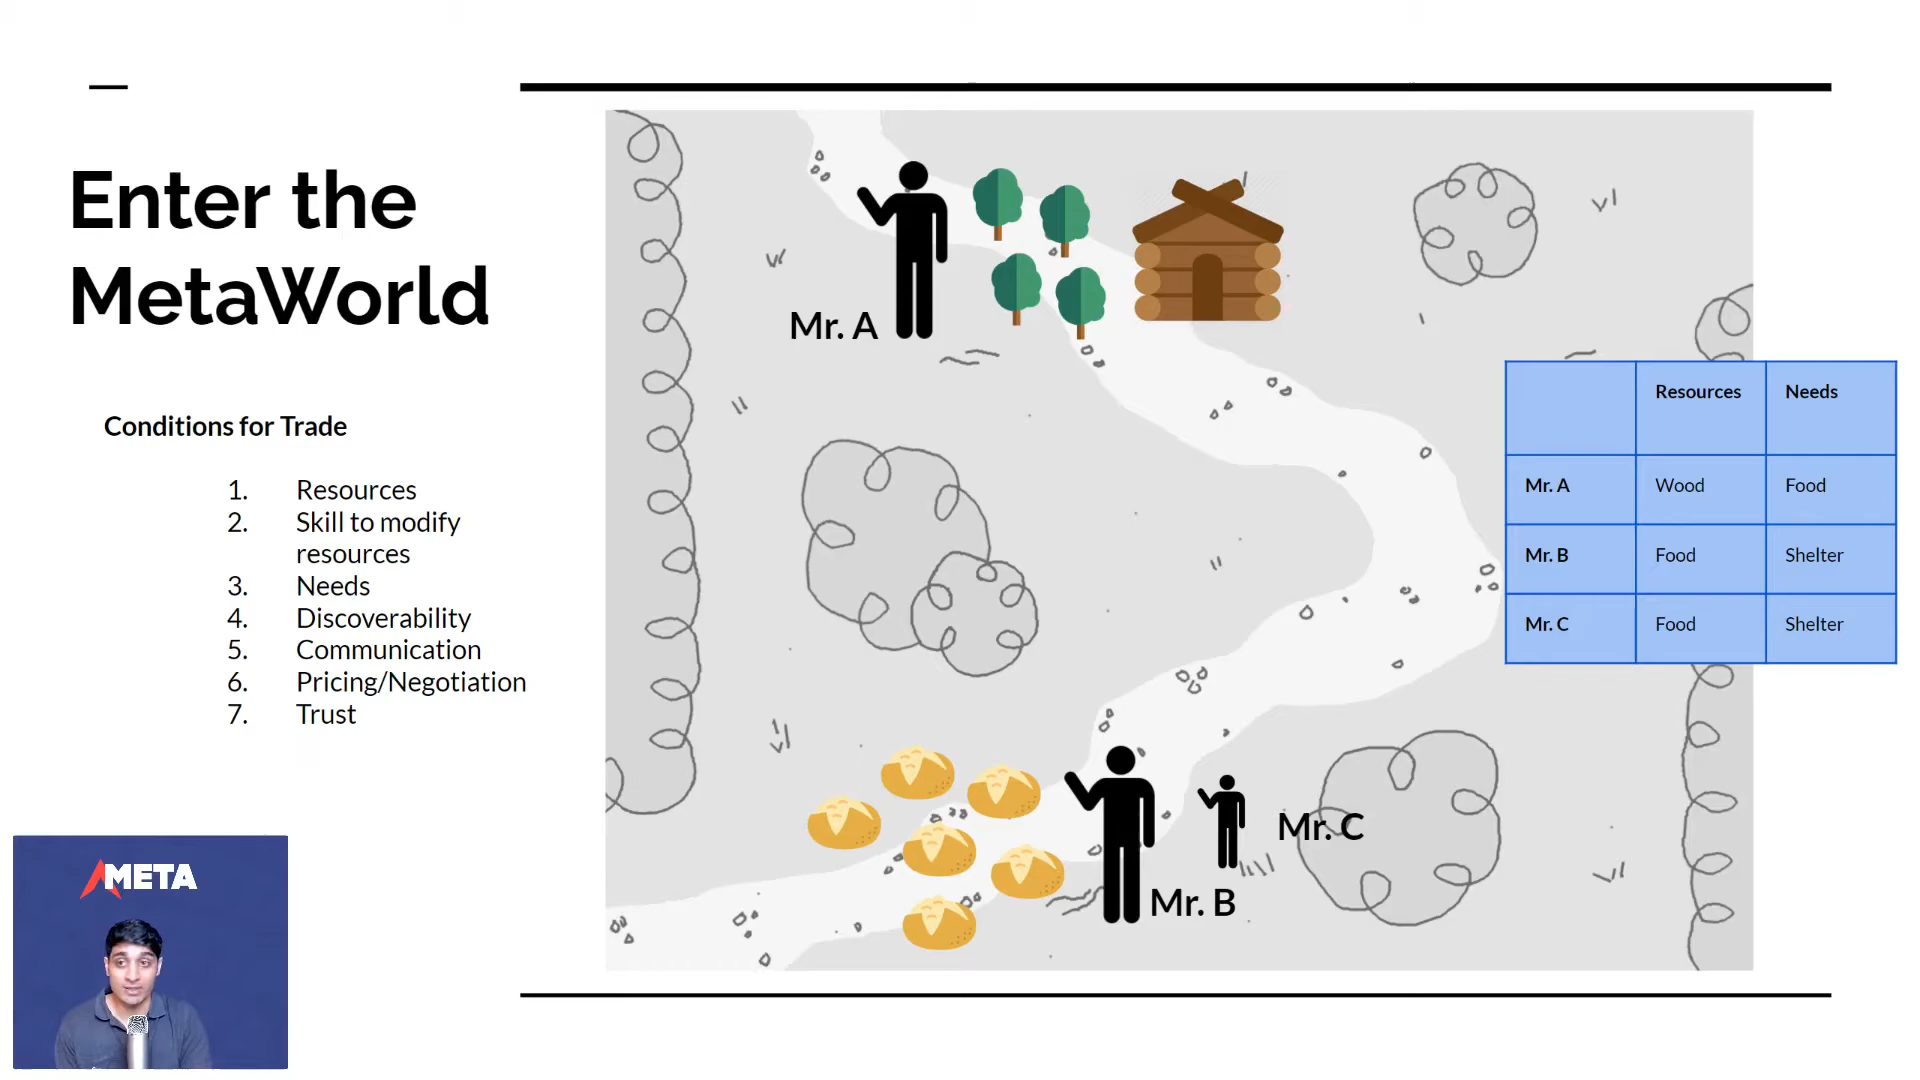 Enter the
MetaWorld
Conditions for Trade
1. Resources
2. Skill to modify
resources
3. Needs
4. Discoverability
5. Communication
6. Pricing/Negotiation
7. Trust
Mr. A
Mr. B
Mr. C
Resources Needs
Mr. A Wood Food
Mr. B Food Shelter
Mr. C Food Shelter
META